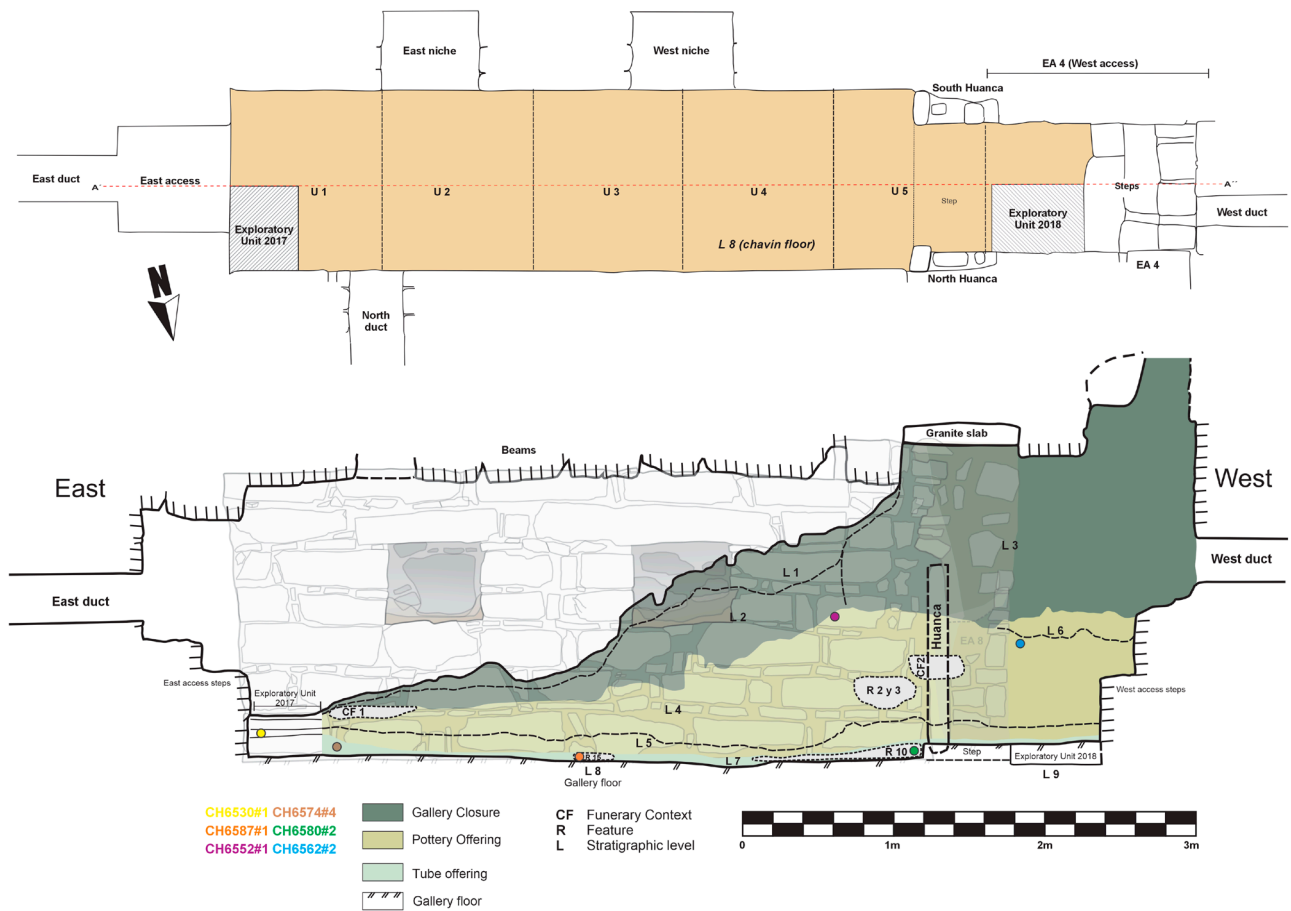 East niche
West niche
EA 4 (West access)
South Huanca
East duct
A´
East access
U 1
U 2
U 3
U 4
U 5
Step
Steps
A´´
West duct
Exploratory
Unit 2017
Exploratory
Unit 2018
L 8 (chavin floor)
North Huanca
EA 4
N
North
duct
Granite slab
Beams
East
West
L 3
L 1
West duct
East duct
L 2
Huanca
L 6
EA 8
CF2
East access steps
Exploratory Unit
2017
R 2 y 3
West access steps
CF 1
L 4
L 5
R 10
Step
Exploratory Unit 2018
L 7
L 8
L 9
Gallery floor
CH6530#1 CH6574#4
CH6587#1 CH6580#2
CH6552#1 CH6562#2
Gallery Closure
Pottery Offering
Tube offering
Gallery floor
CF Funerary Context
R Feature
L Stratigraphic level
0 1m 2m 3m